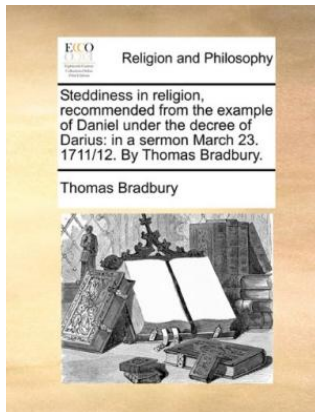 ECCO
Religion and Philosophy
Steddiness in religion,
recommended from the example
of Daniel under the decree of
Darius: in a sermon March 23.
1711/12. By Thomas Bradbury.
Thomas Bradbury